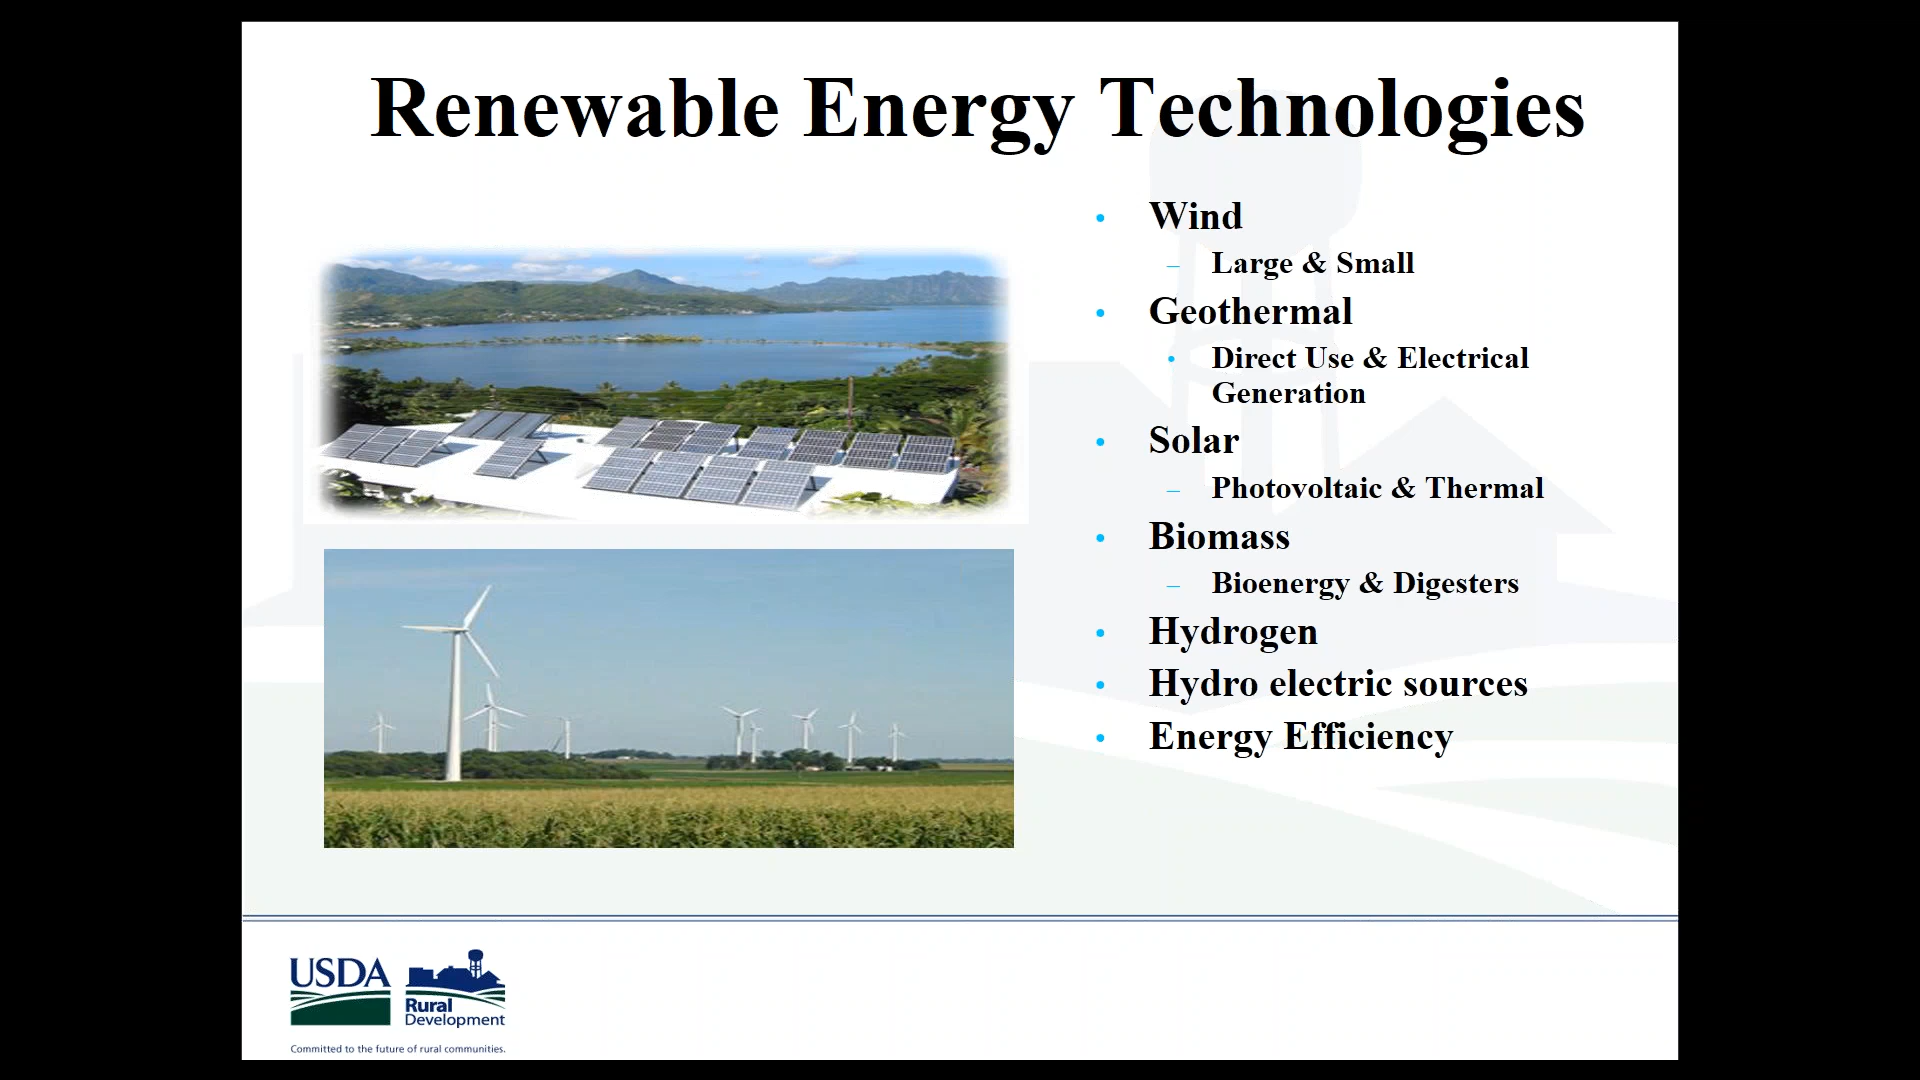 Renewable Energy Technologies
• Wind
– Large & Small
• Geothermal
• Direct Use & Electrical
Generation
• Solar
– Photovoltaic & Thermal
• Biomass
– Bioenergy & Digesters
• Hydrogen
• Hydro electric sources
• Energy Efficiency
USDA
Rural
Development
Committed to the future of rural communities.